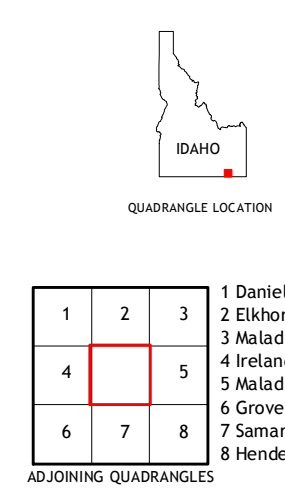 IDAHO
QUADRANGLE LOCATION
1 2 3
4 5
6 7 8
1 Daniel
2 Elkhor
3 Malad
4 Ireland
5 Malad
6 Grove
7 Samar
8 Hende
ADJOINING QUADRANGLES